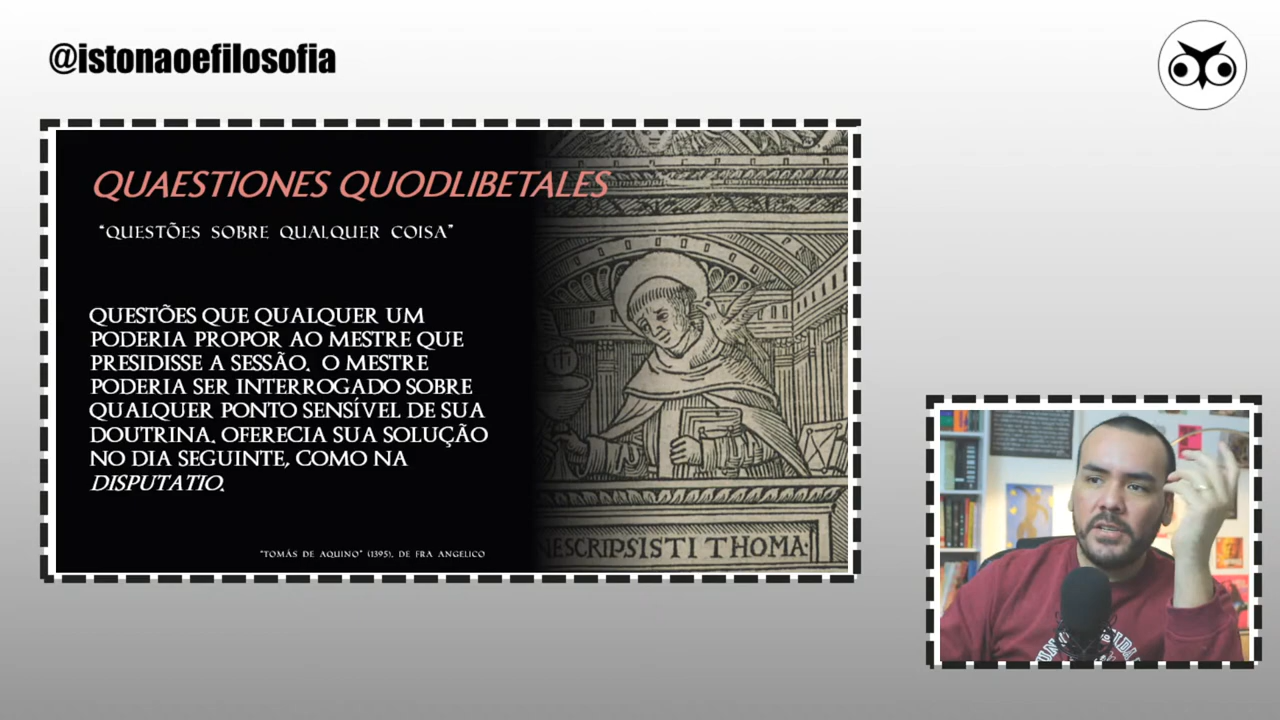 @istonaoefilosofia
QUAESTIONES QUODLIBETALES
"QUESTÕES SOBRE QUALQUER COISA"
QUESTÕES QUE QUALQUER UM
PODERIA PROPOR AO MESTRE QUE
PRESIDISSE A SESSÃO. O MESTRE
PODERIA SER INTERROGADO SOBRE
QUALQUER PONTO SENSÍVEL DE SUA
DOUTRINA. OFERECIA SUA SOLUÇÃO
NO DIA SEGUINTE, COMO NA
DISPUTATIO.
"TOMÁS DE AQUINO" (1395), DE FRA ANGELICO
NESCRIPSISTI THOMA: